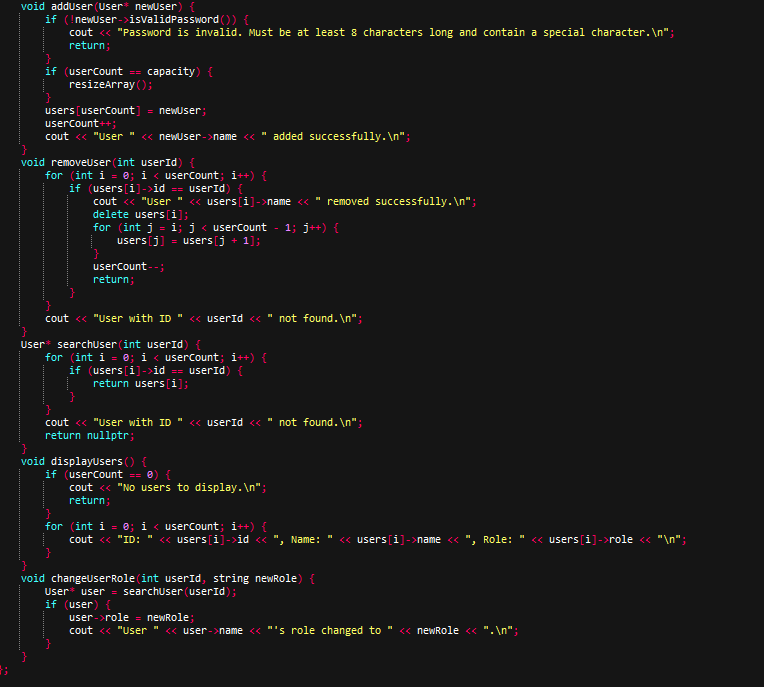 void addUser(User* newUser) {
    if (!newUser->isValidPassword()) {
        cout << "Password is invalid. Must be at least 8 characters long and contain a special character.\n";
        return;
    }
    if (userCount == capacity) {
        resizeArray();
    }
    users[userCount] = newUser;
    userCount++;
    cout << "User " << newUser->name << " added successfully.\n";
}
void removeUser(int userId) {
    for (int i = 0; i < userCount; i++) {
        if (users[i]->id == userId) {
            cout << "User " << users[i]->name << " removed successfully.\n";
            delete users[i];
            for (int j = i; j < userCount - 1; j++) {
                users[j] = users[j + 1];
            }
            userCount--;
            return;
        }
    }
    cout << "User with ID " << userId << " not found.\n";
}
User* searchUser(int userId) {
    for (int i = 0; i < userCount; i++) {
        if (users[i]->id == userId) {
            return users[i];
        }
    }
    cout << "User with ID " << userId << " not found.\n";
    return nullptr;
}
void displayUsers() {
    if (userCount == 0) {
        cout << "No users to display.\n";
        return;
    }
    for (int i = 0; i < userCount; i++) {
        cout << "ID: " << users[i]->id << ", Name: " << users[i]->name << ", Role: " << users[i]->role << "\n";
    }
}
void changeUserRole(int userId, string newRole) {
    User* user = searchUser(userId);
    if (user) {
        user->role = newRole;
        cout << "User " << user->name << "'s role changed to " << newRole << ".\n";
    }
}
};